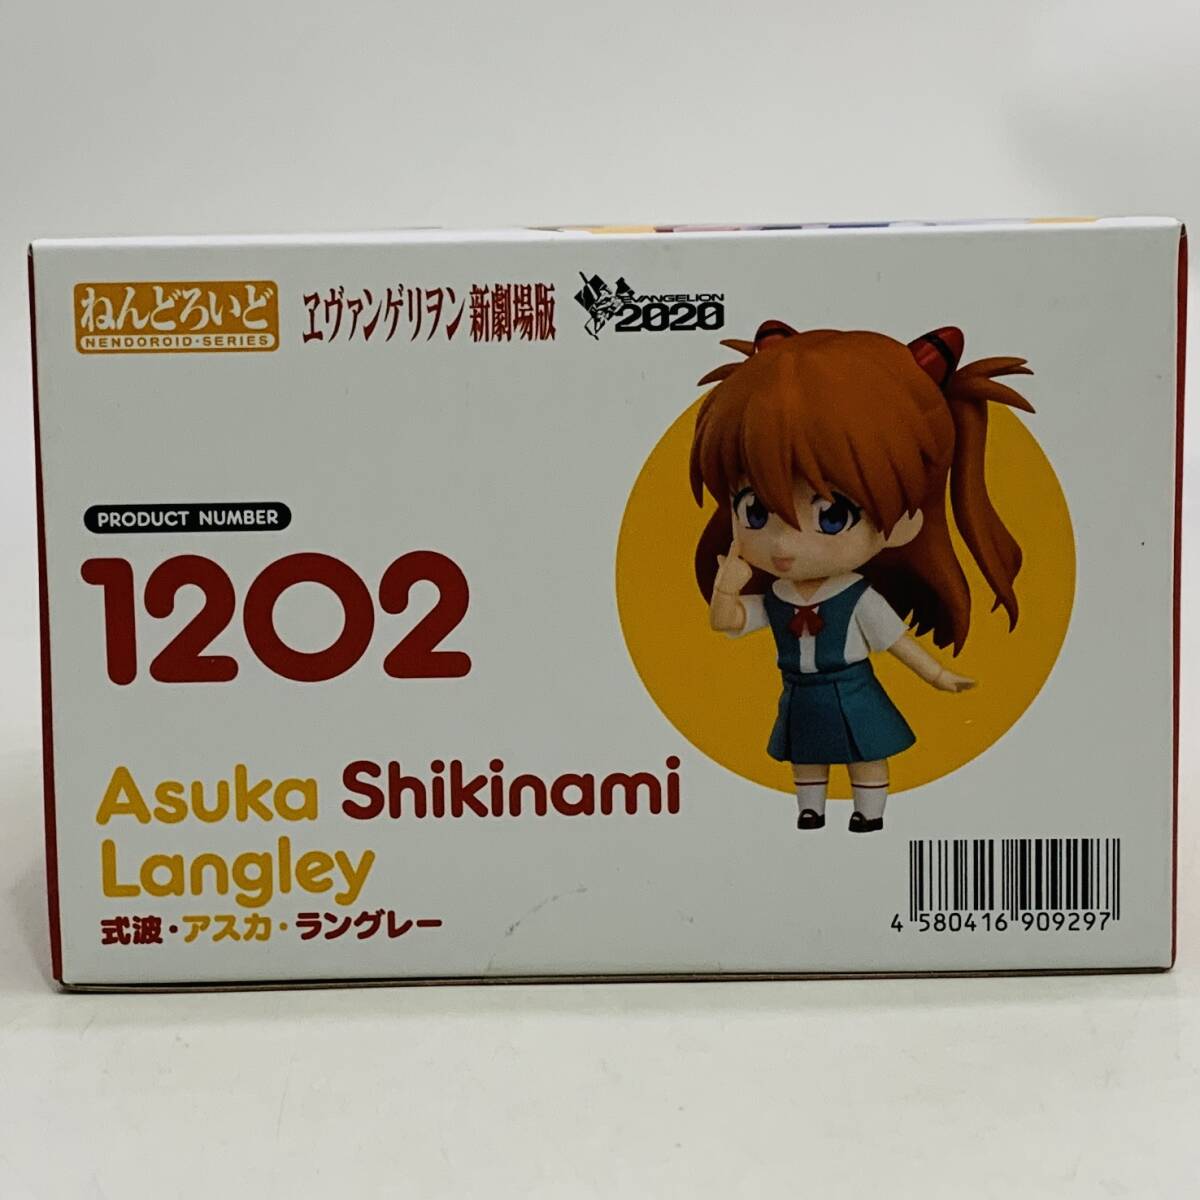 ねんどろいど
NENDOROID・SERIES
ヱヴァンゲリヲン新劇場版
EVANGELION
2020
PRODUCT NUMBER
1202
Asuka Shikinami
Langley
式波・アスカ・ラングレー
4 580416 909297